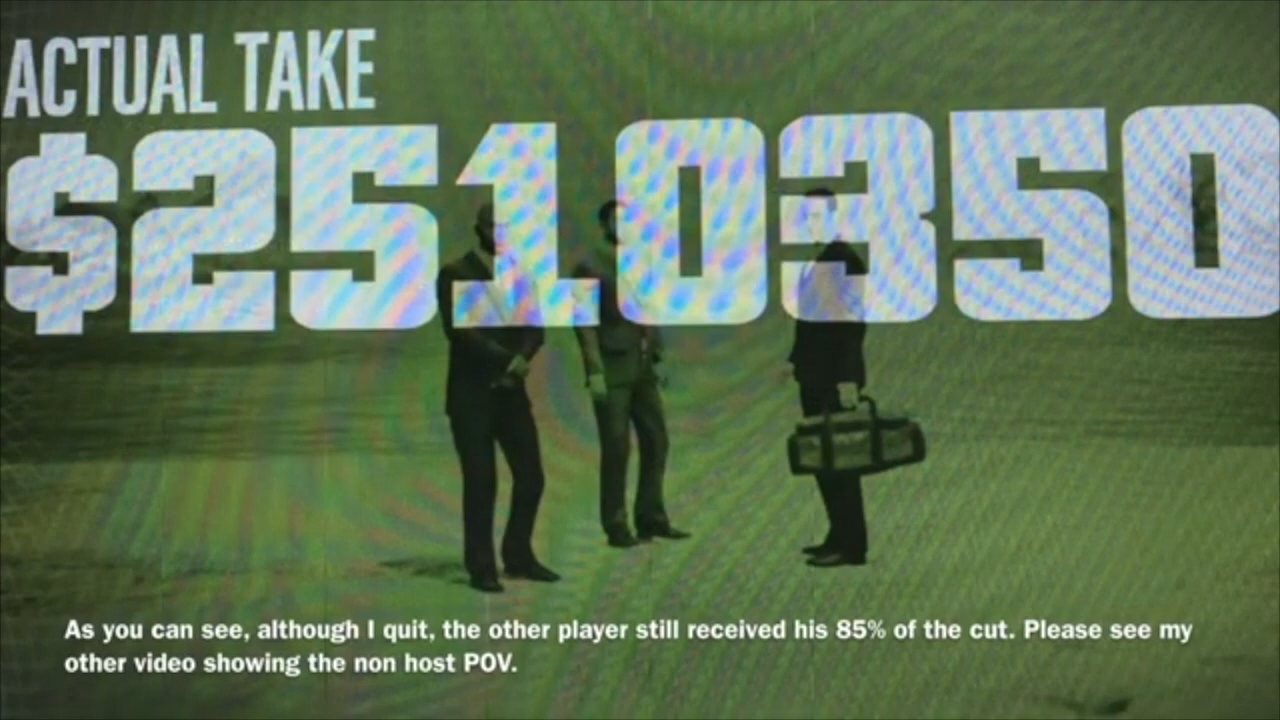 ACTUAL TAKE
$2510350
As you can see, although I quit, the other player still received his 85% of the cut. Please see my
other video showing the non host POV.